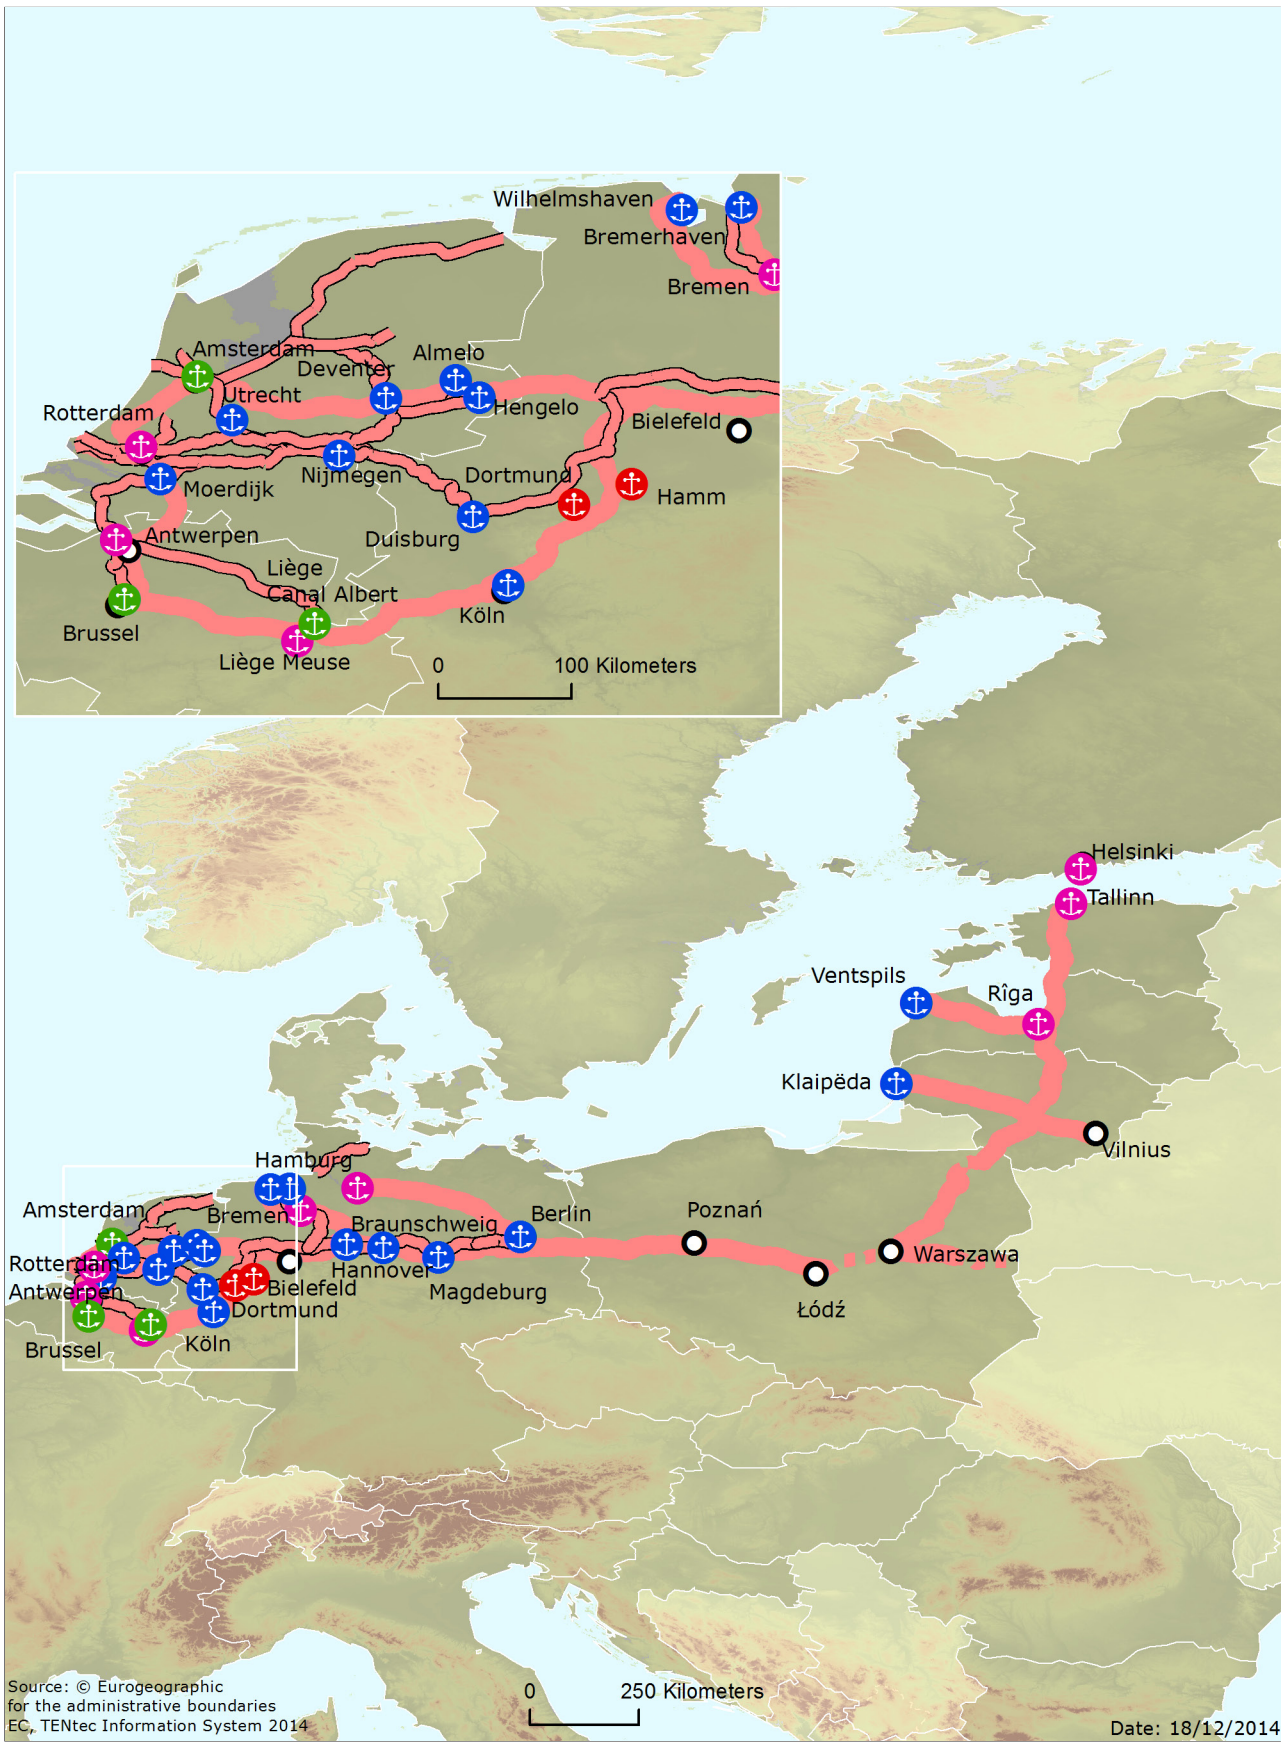 Wilhelmshaven
Bremerhaven
Bremen
Amsterdam
Almelo
Deventer
Utrecht
Hengelo
Rotterdam
Bielefeld
Nijmegen
Dortmund
Moerdijk
Hamm
Antwerpen
Duisburg
Liège
Canal Albert
Köln
Brussel
Liège Meuse
0 100 Kilometers
Helsinki
Tallinn
Ventspils
Rîga
Klaipëda
Vilnius
Hamburg
Amsterdam
Bremen
Braunschweig
Berlin
Poznań
Warszawa
Rotterdam
Hannover
Bielefeld
Magdeburg
Antwerpen
Dortmund
Łódź
Brussel
Köln
Source: © Eurogeographic
for the administrative boundaries
EC, TENtec Information System 2014
0 250 Kilometers
Date: 18/12/2014